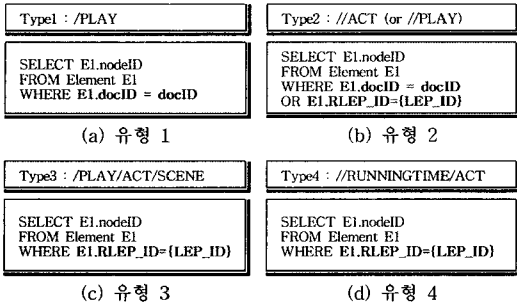 Type1 : /PLAY
SELECT E1.nodeID
FROM Element E1
WHERE E1.docID = docID
(a) 유형 1
Type2 : //ACT (or //PLAY)
SELECT E1.nodeID
FROM Element E1
WHERE E1.docID = docID
OR E1.RLEP_ID={LEP_ID}
(b) 유형 2
Type3 : /PLAY/ACT/SCENE
SELECT E1.nodeID
FROM Element E1
WHERE E1.RLEP_ID={LEP_ID}
(c) 유형 3
Type4 : //RUNNINGTIME/ACT
SELECT E1.nodeID
FROM Element E1
WHERE E1.RLEP_ID={LEP_ID}
(d) 유형 4